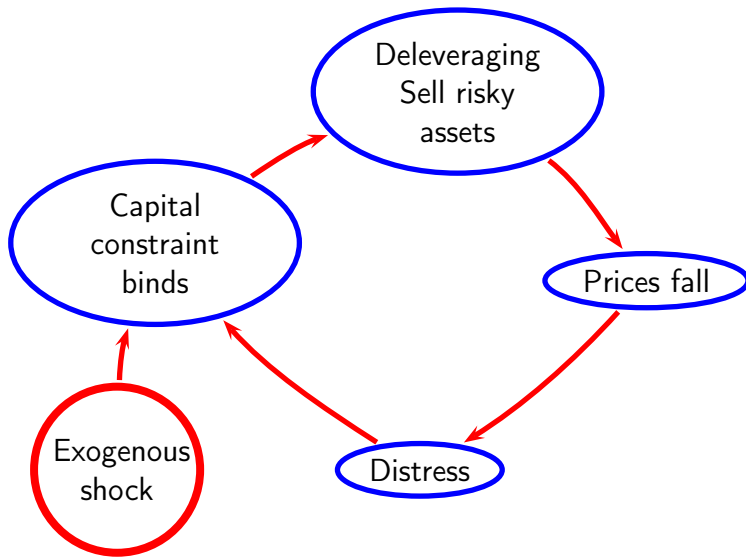 Deleveraging
Sell risky
assets
Capital
constraint
binds
Prices fall
Exogenous
shock
Distress